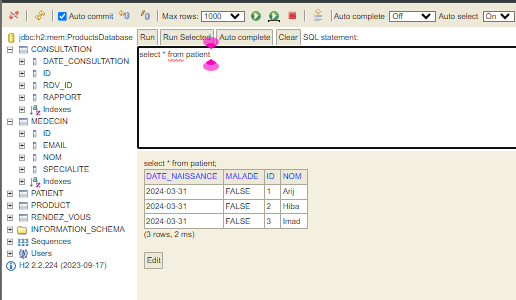 Auto commit Max rows: 1000 Auto complete Off Auto select On
jdbc:h2:mem:ProductsDatabase
CONSULTATION
DATE_CONSULTATION
ID
RDV_ID
RAPPORT
Indexes
MEDECIN
ID
EMAIL
NOM
SPECIALITE
Indexes
PATIENT
PRODUCT
RENDEZ_VOUS
INFORMATION_SCHEMA
Sequences
Users
H2 2.2.224 (2023-09-17)
Run Run Selected Auto complete Clear SQL statement:
select * from patient
select * from patient;
DATE_NAISSANCE MALADE ID NOM
2024-03-31 FALSE 1 Arij
2024-03-31 FALSE 2 Hiba
2024-03-31 FALSE 3 Imad
(3 rows, 2 ms)
Edit